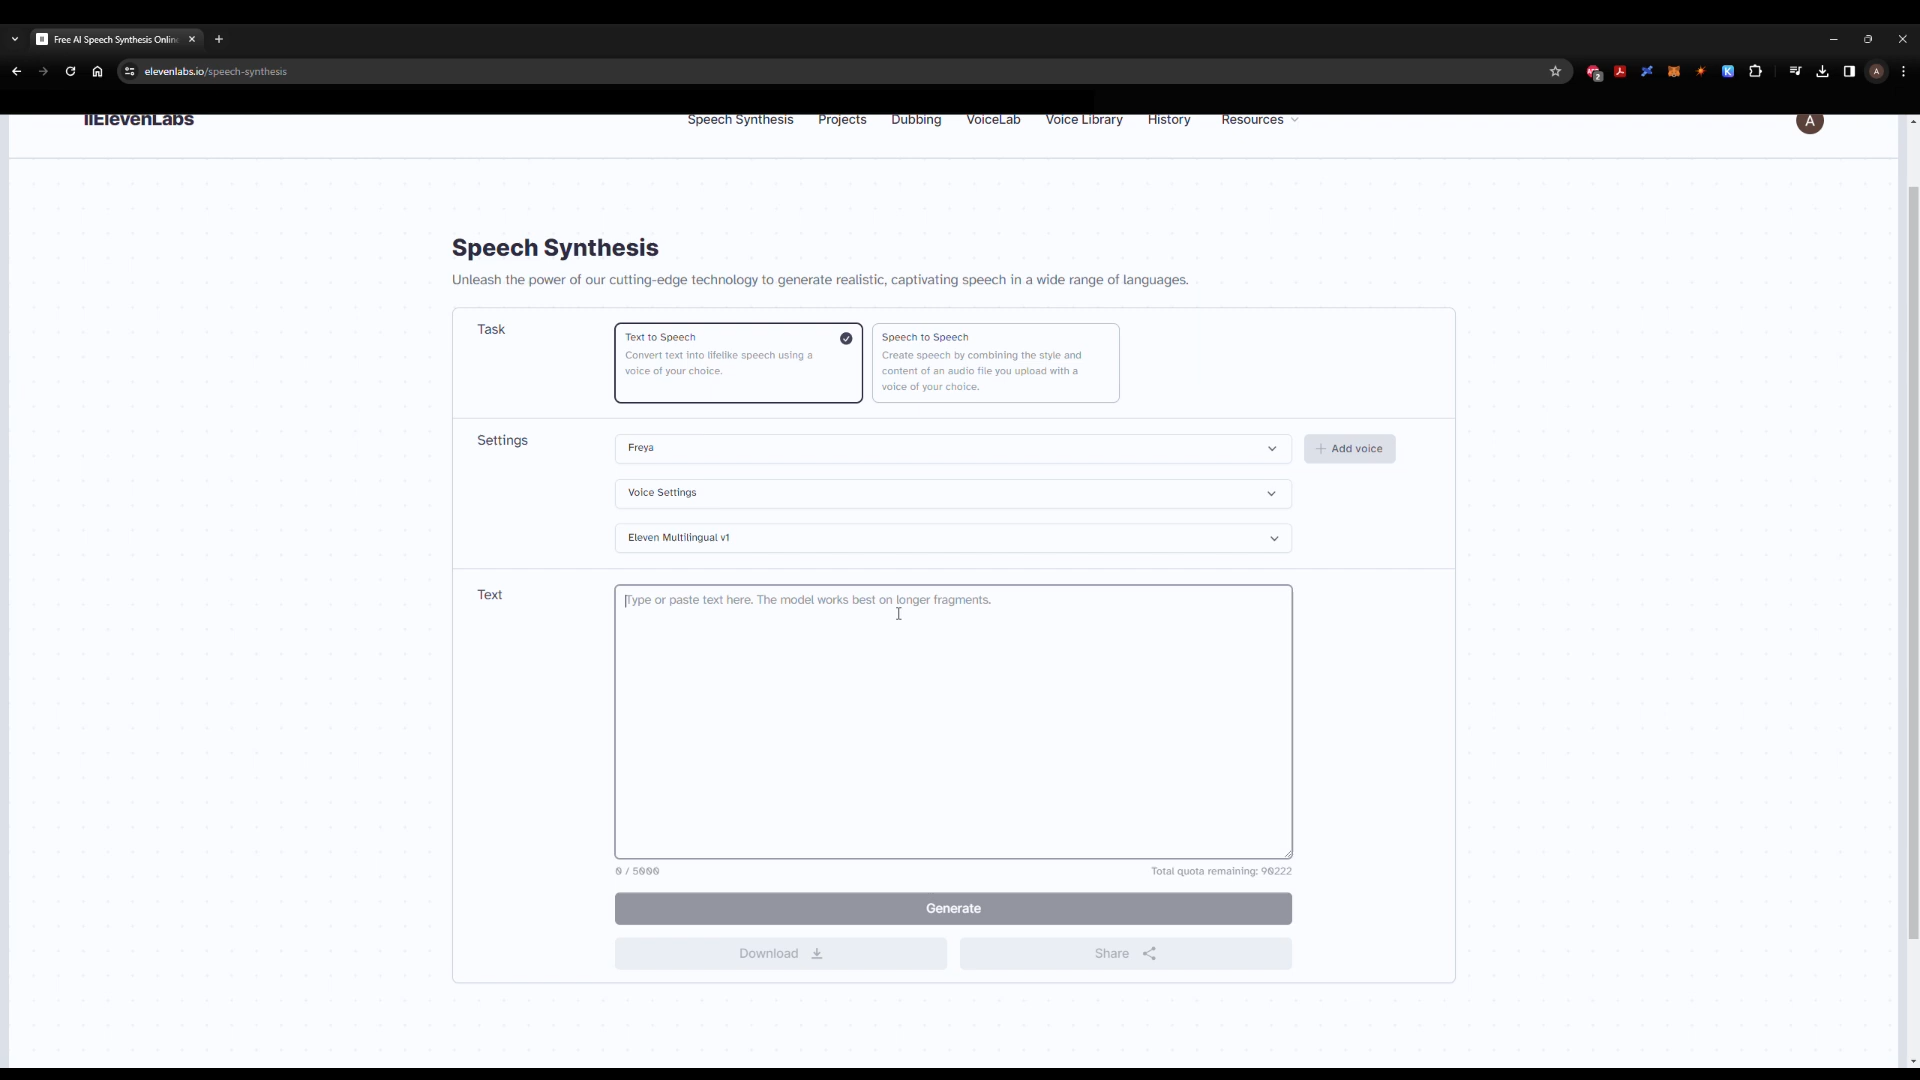 Free AI Speech Synthesis Onlin
elevenlabs.io/speech-synthesis
2
A
IIElevenLabs
Speech Synthesis
Projects
Dubbing
VoiceLab
Voice Library
History
Resources
A
Speech Synthesis
Unleash the power of our cutting-edge technology to generate realistic, captivating speech in a wide range of languages.
Task
Text to Speech
Convert text into lifelike speech using a
voice of your choice.
Speech to Speech
Create speech by combining the style and
content of an audio file you upload with a
voice of your choice.
Settings
Freya
+ Add voice
Voice Settings
Eleven Multilingual v1
Text
Type or paste text here. The model works best on longer fragments.
0 / 5000
Total quota remaining: 90222
Generate
Download
Share